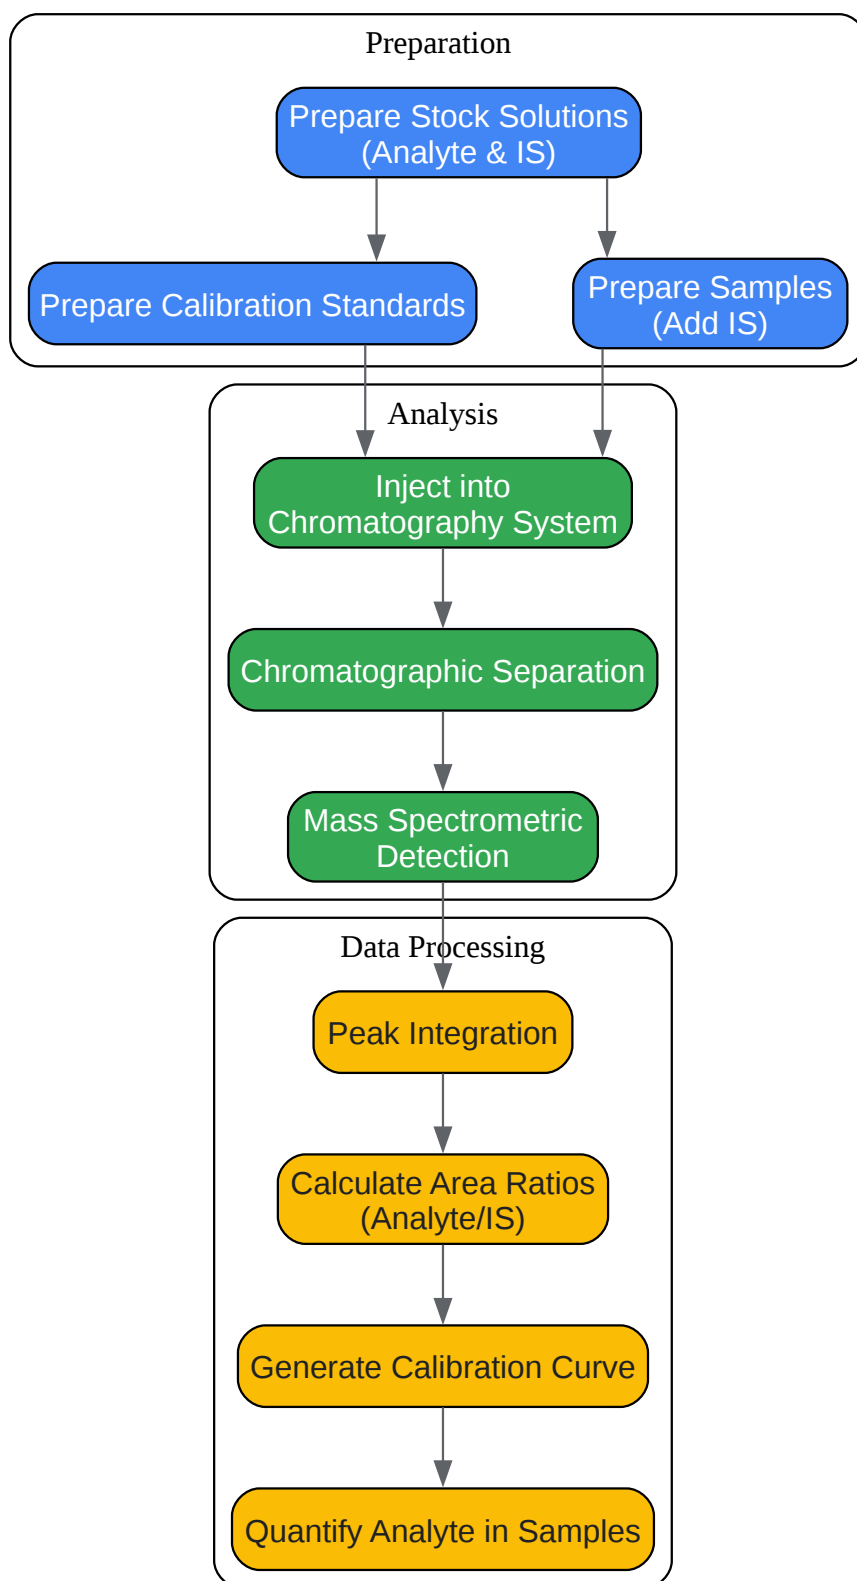 Preparation
Prepare Stock Solutions
(Analyte & IS)
Prepare Calibration Standards
Prepare Samples
(Add IS)
Analysis
Inject into
Chromatography System
Chromatographic Separation
Mass Spectrometric
Detection
Data Processing
Peak Integration
Calculate Area Ratios
(Analyte/IS)
Generate Calibration Curve
Quantify Analyte in Samples